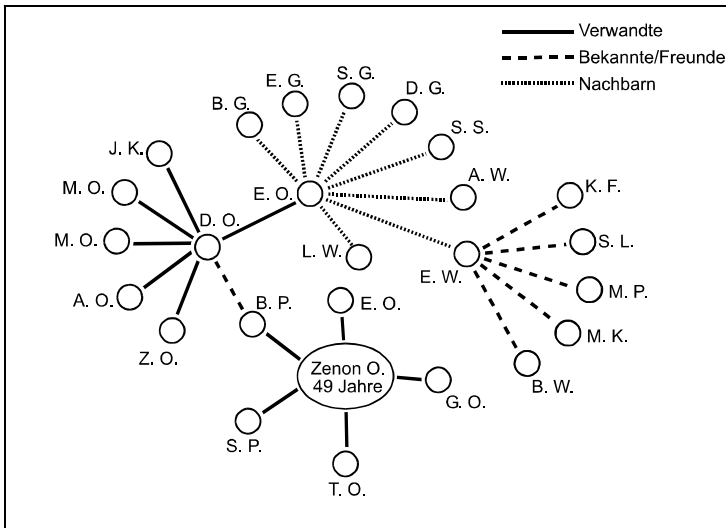 Verwandte
Bekannte/Freunde
Nachbarn
S. G.
E. G.
D. G.
B. G.
S. S.
J. K.
A. W.
K. F.
M. O.
E. O.
D. O.
S. L.
M. O.
L. W.
E. W.
M. P.
A. O.
B. P.
E. O.
M. K.
Z. O.
Zenon O.
49 Jahre
B. W.
G. O.
S. P.
T. O.